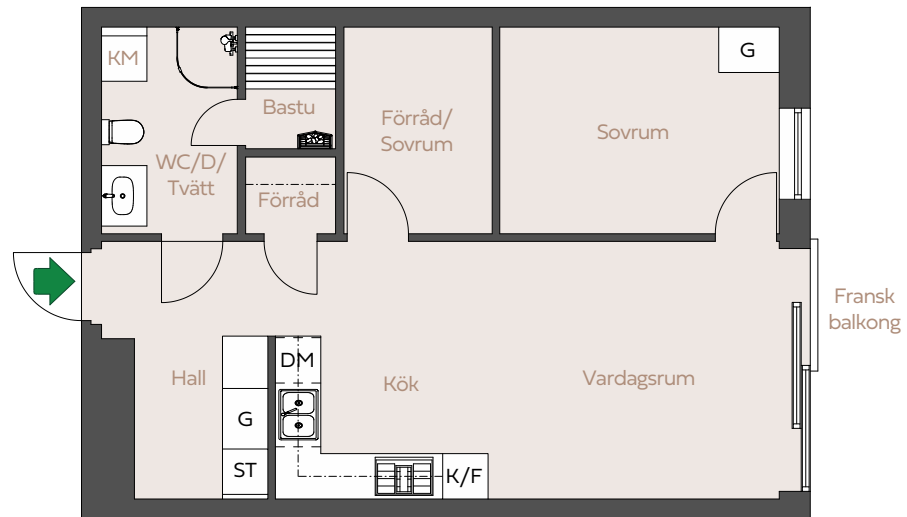 KM
G
Bastu
Förråd/
Sovrum
Sovrum
WC/D/
Tvätt
Förråd
Fransk
balkong
DM
Hall
Kök
Vardagsrum
G
ST
K/F